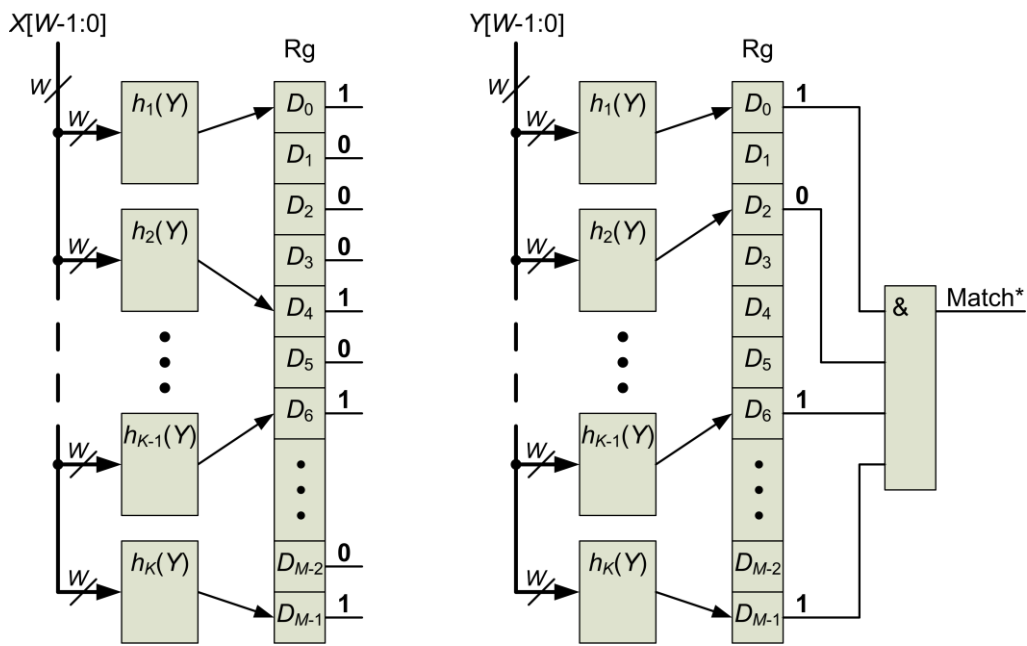 X[W-1:0]
Rg
W
W
h1(Y)
D0
1
D1
0
D2
0
W
h2(Y)
D3
0
D4
1
D5
0
D6
1
W
hK-1(Y)
DM-2
0
W
hK(Y)
DM-1
1
Y[W-1:0]
Rg
W
W
h1(Y)
D0
1
D1
D2
0
W
h2(Y)
D3
D4
D5
D6
1
W
hK-1(Y)
DM-2
W
hK(Y)
DM-1
1
&
Match*